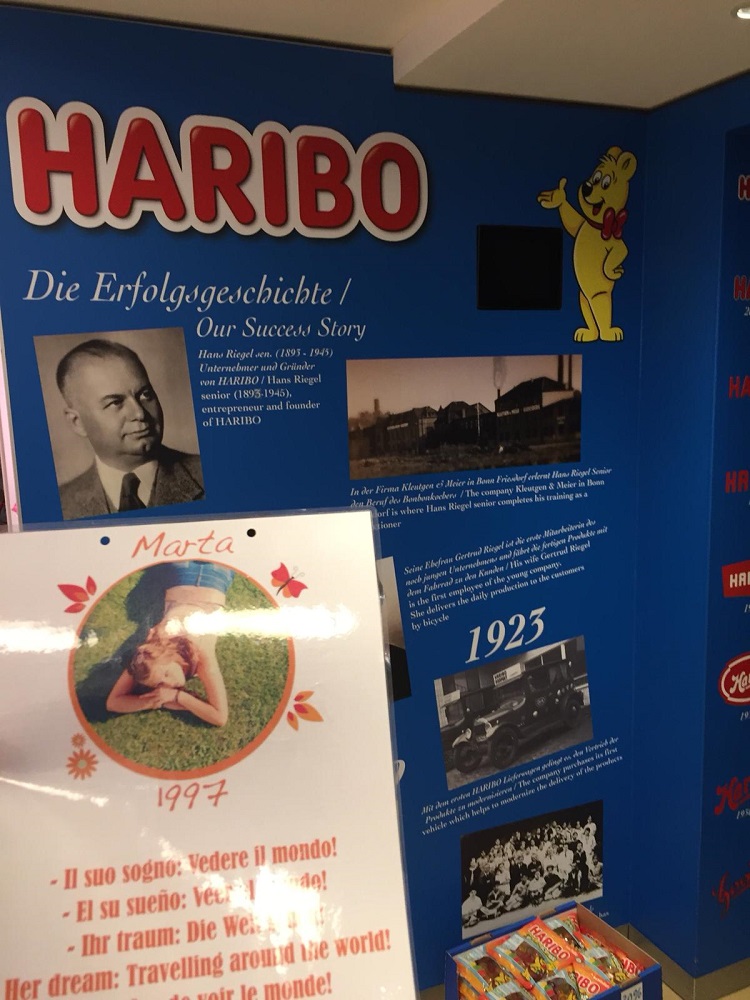 HARIBO
Die Erfolgsgeschichte /
Our Success Story
Hans Riegel sen. (1893 - 1945)
Unternehmer und Gründer
von HARIBO / Hans Riegel
senior (1893-1945),
entrepreneur and founder
of HARIBO
In der Firma Kleutgen & Meier in Bonn Friesdorf erlernt Hans Riegel Senior
den Beruf des Bonbonkochers / The company Kleutgen & Meier in Bonn
dorf is where Hans Riegel senior completes his training as a
tioner
Seine Ehefrau Gertrud Riegel ist die erste Mitarbeiterin des
noch jungen Unternehmens und fährt die fertigen Produkte mit
dem Fahrrad zu den Kunden / His wife Gertrud Riegel
is the first employee of the young company.
She delivers the daily production to the customers
by bicycle
1923
Mit dem ersten HARIBO Lieferwagen gelingt es, den Vertrieb der
Produkte zu modernisieren / The company purchases its first
vehicle which helps to modernize the delivery of the products
Marta
1997
- Il suo sogno: Vedere il mondo!
- El su sueño:
- Ihr traum: Die
Her dream: Travelling around the world!
voir le monde!
HARIBO